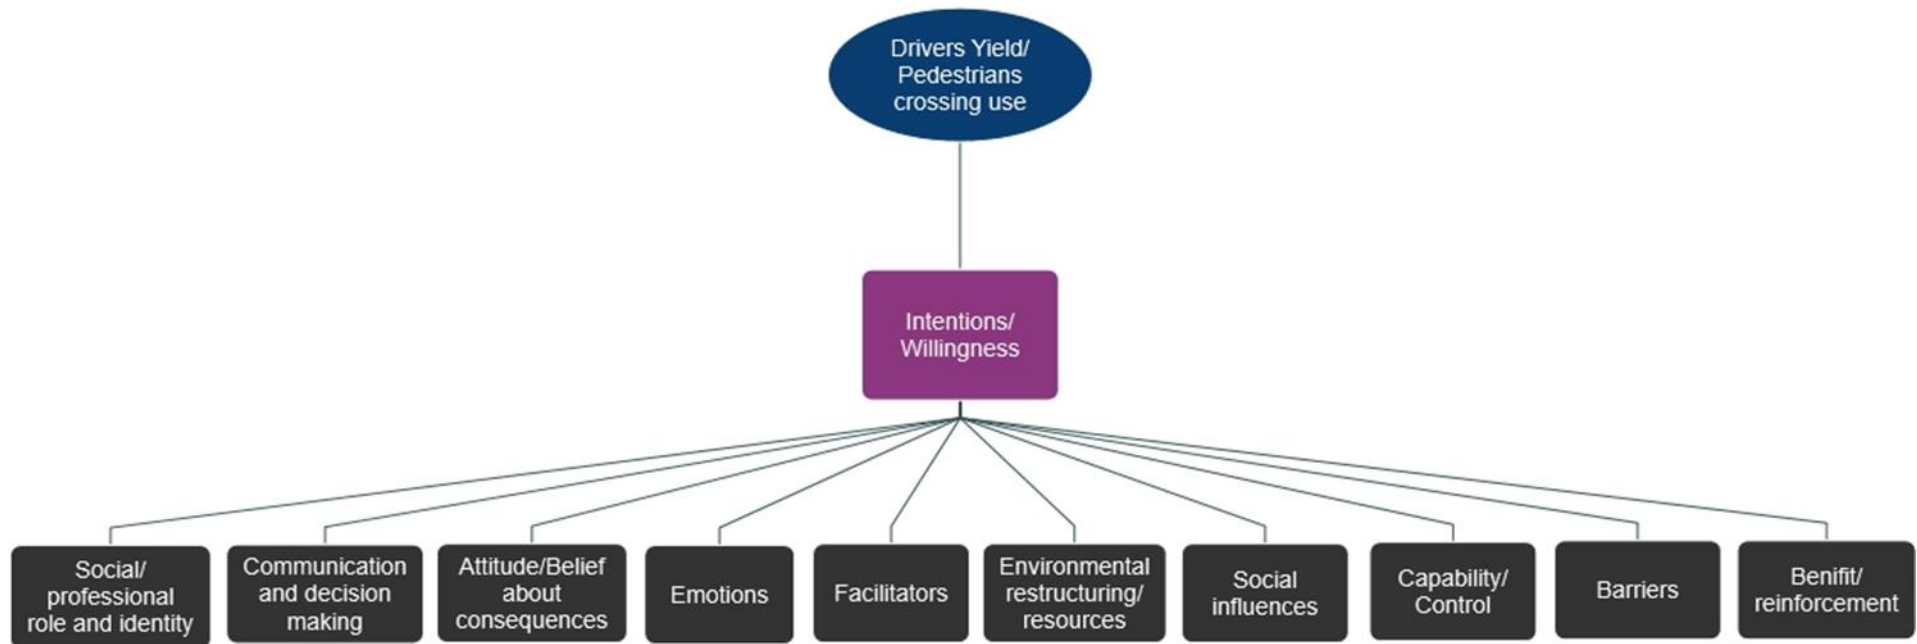 Drivers Yield/
Pedestrians
crossing use
Intentions/
Willingness
Social/
professional
role and identity
Communication
and decision
making
Attitude/Belief
about
consequences
Emotions
Facilitators
Environmental
restructuring/
resources
Social
influences
Capability/
Control
Barriers
Benifit/
reinforcement